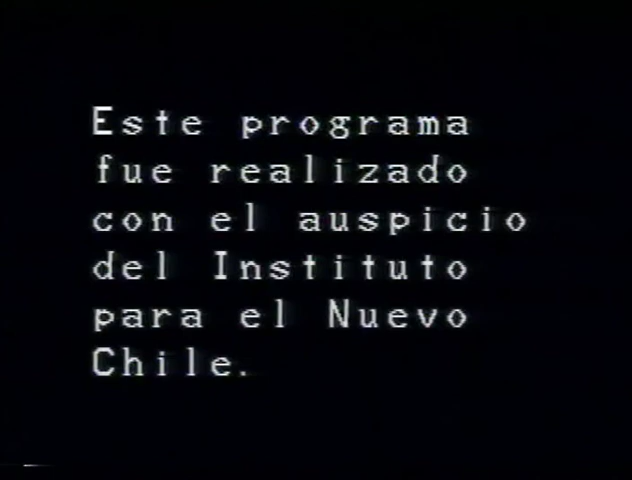 Este programa
fue realizado
con el auspicio
del Instituto
para el Nuevo
Chile.